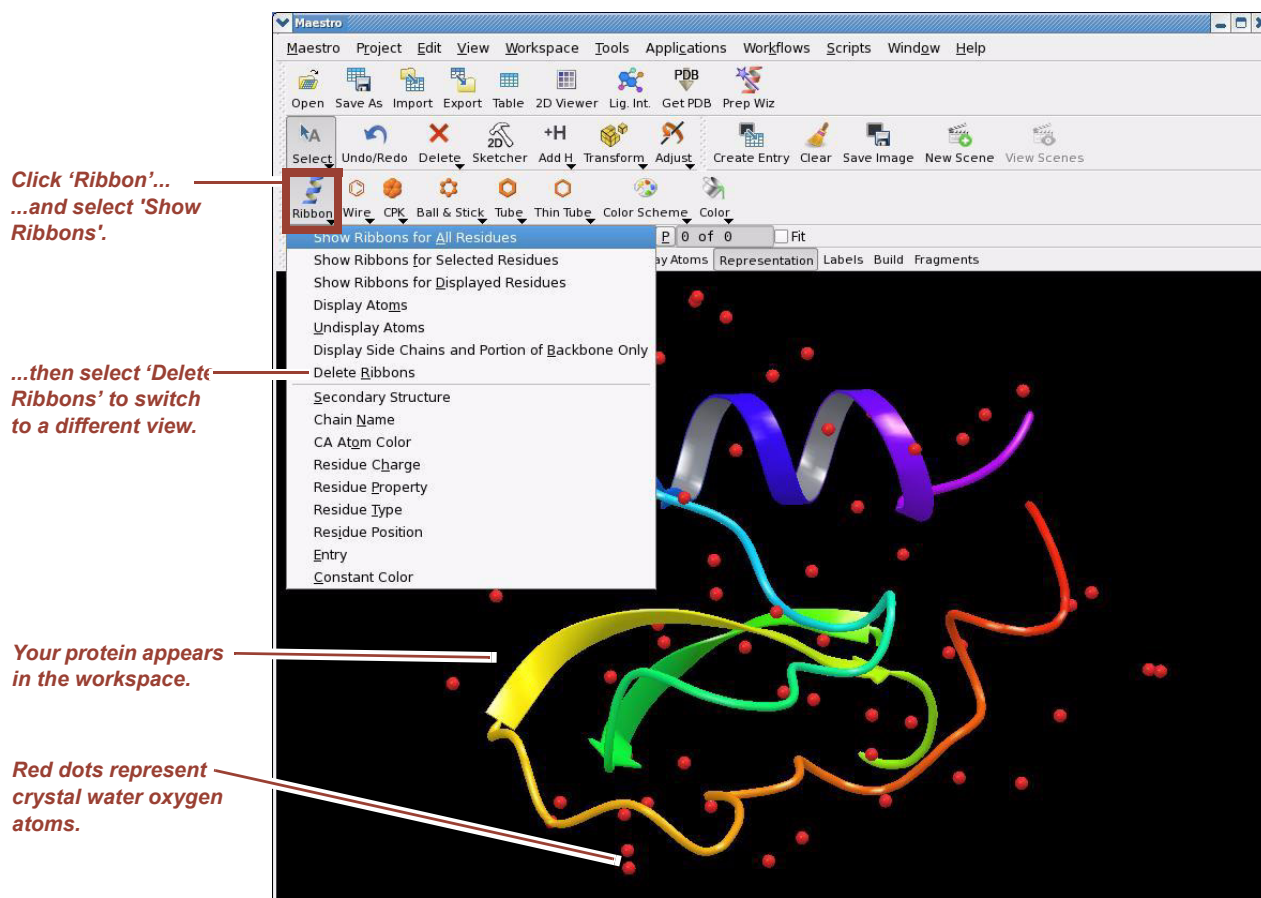 Maestro
Maestro Project Edit View Workspace Tools Applications Workflows Scripts Window Help
PDB
Open Save As Import Export Table 2D Viewer Lig. Int. Get PDB Prep Wiz
A 2D +H
Select Undo/Redo Delete Sketcher Add H Transform Adjust Create Entry Clear Save Image New Scene View Scenes
Click ‘Ribbon’...
...and select 'Show
Ribbons'.
Ribbon Wire CPK Ball & Stick Tube Thin Tube Color Scheme Color
P 0 of 0 Fit
ay Atoms Representation Labels Build Fragments
Show Ribbons for All Residues
Show Ribbons for Selected Residues
Show Ribbons for Displayed Residues
Display Atoms
Undisplay Atoms
Display Side Chains and Portion of Backbone Only
Delete Ribbons
Secondary Structure
Chain Name
CA Atom Color
Residue Charge
Residue Property
Residue Type
Residue Position
Entry
Constant Color
...then select ‘Delete
Ribbons’ to switch
to a different view.
Your protein appears
in the workspace.
Red dots represent
crystal water oxygen
atoms.